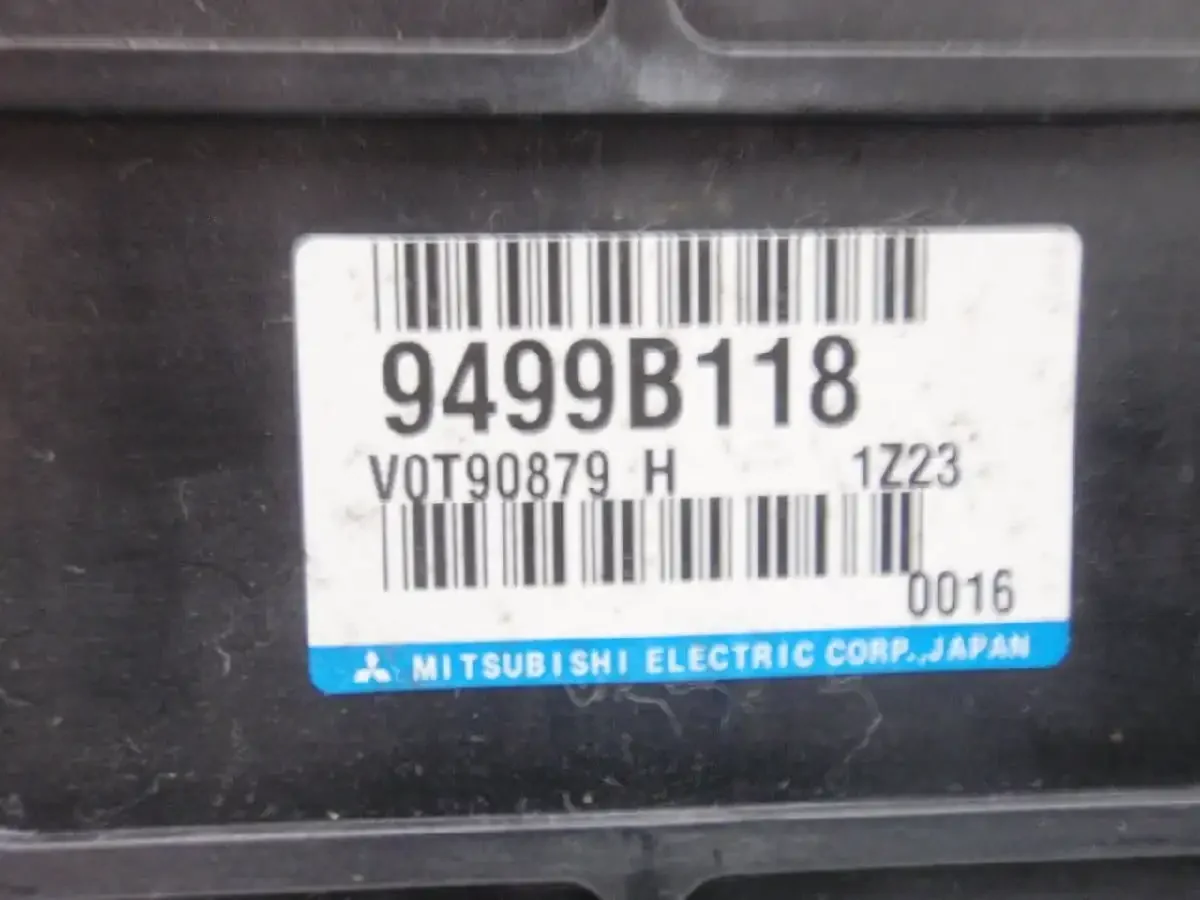 9499B118
V0T90879 H 1Z23
0016
MITSUBISHI ELECTRIC CORP., JAPAN